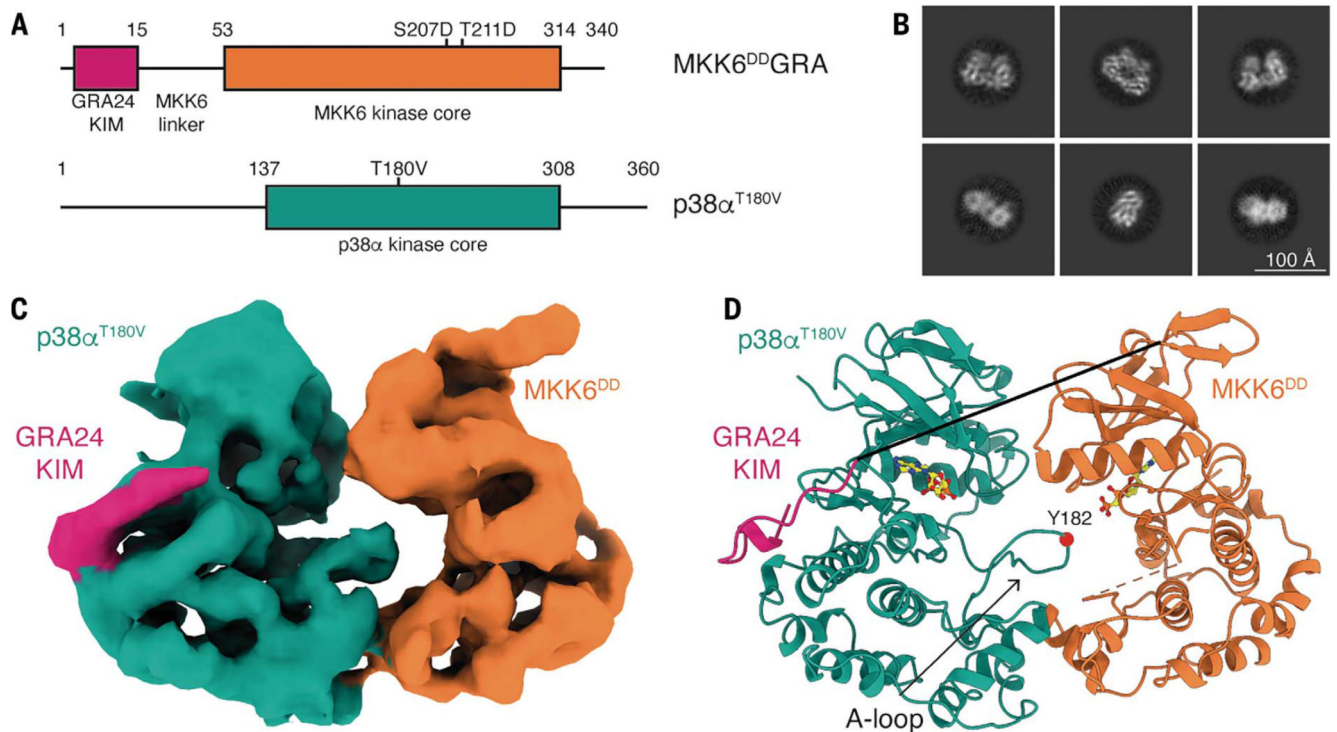 A
1 15 53 S207D T211D 314 340
MKK6ᴰᴰGRA
GRA24
KIM
MKK6
linker
MKK6 kinase core
1 137 T180V 308 360
p38αᵀ¹⁸⁰ⱽ
p38α kinase core
B
100 Å
C
p38αᵀ¹⁸⁰ⱽ
MKK6ᴰᴰ
GRA24
KIM
D
p38αᵀ¹⁸⁰ⱽ
MKK6ᴰᴰ
GRA24
KIM
Y182
A-loop